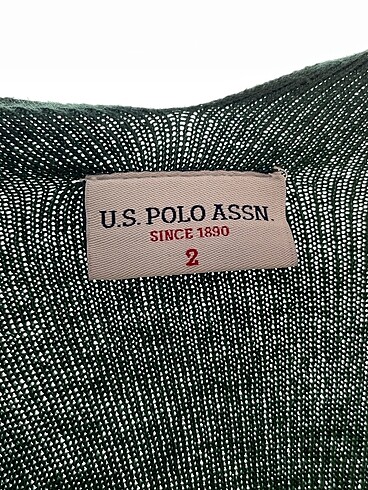 U.S. POLO ASSN.
SINCE 1890
2